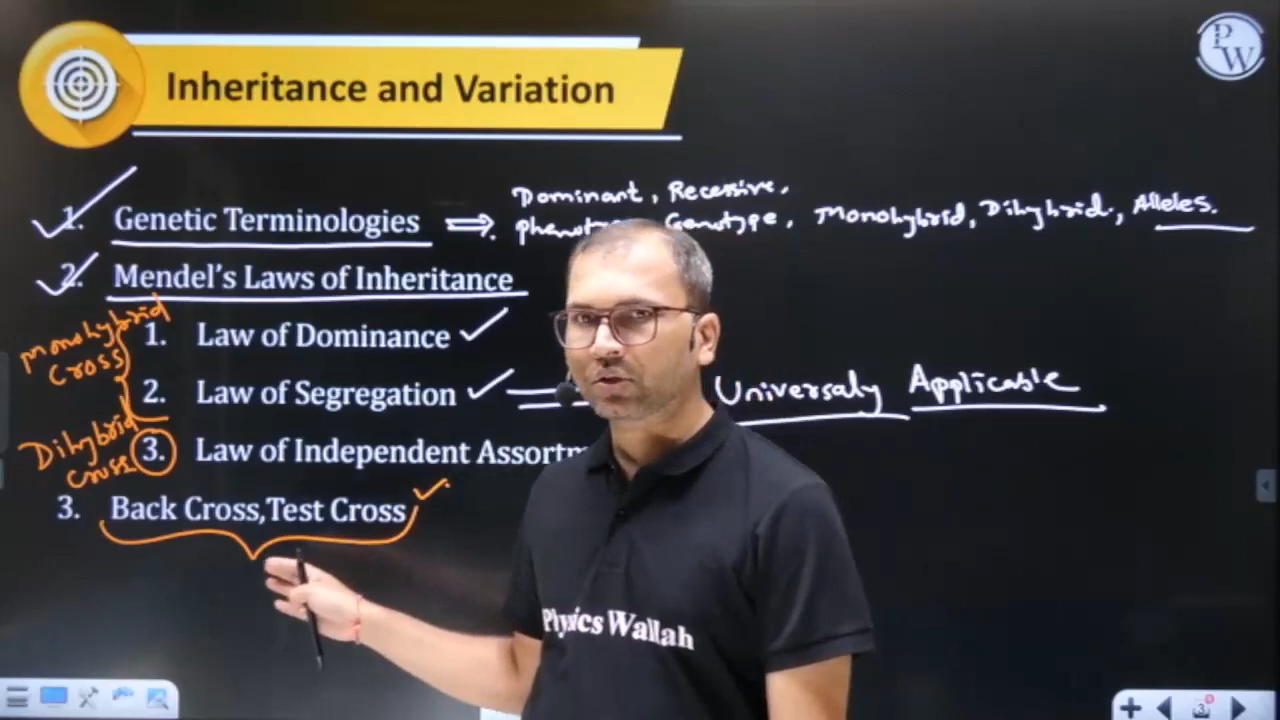 PW
Inheritance and Variation
Dominant, Recessive,
1. Genetic Terminologies ⇒ Genotype, Monohybrid, Dihybrid, Alleles.
2. Mendel's Laws of Inheritance
Monohybrid
Cross
1. Law of Dominance
2. Law of Segregation Universaly Applicable
Dihybrid
Cross
3. Law of Independent
3. Back Cross,Test Cross
Physics Wallah
3